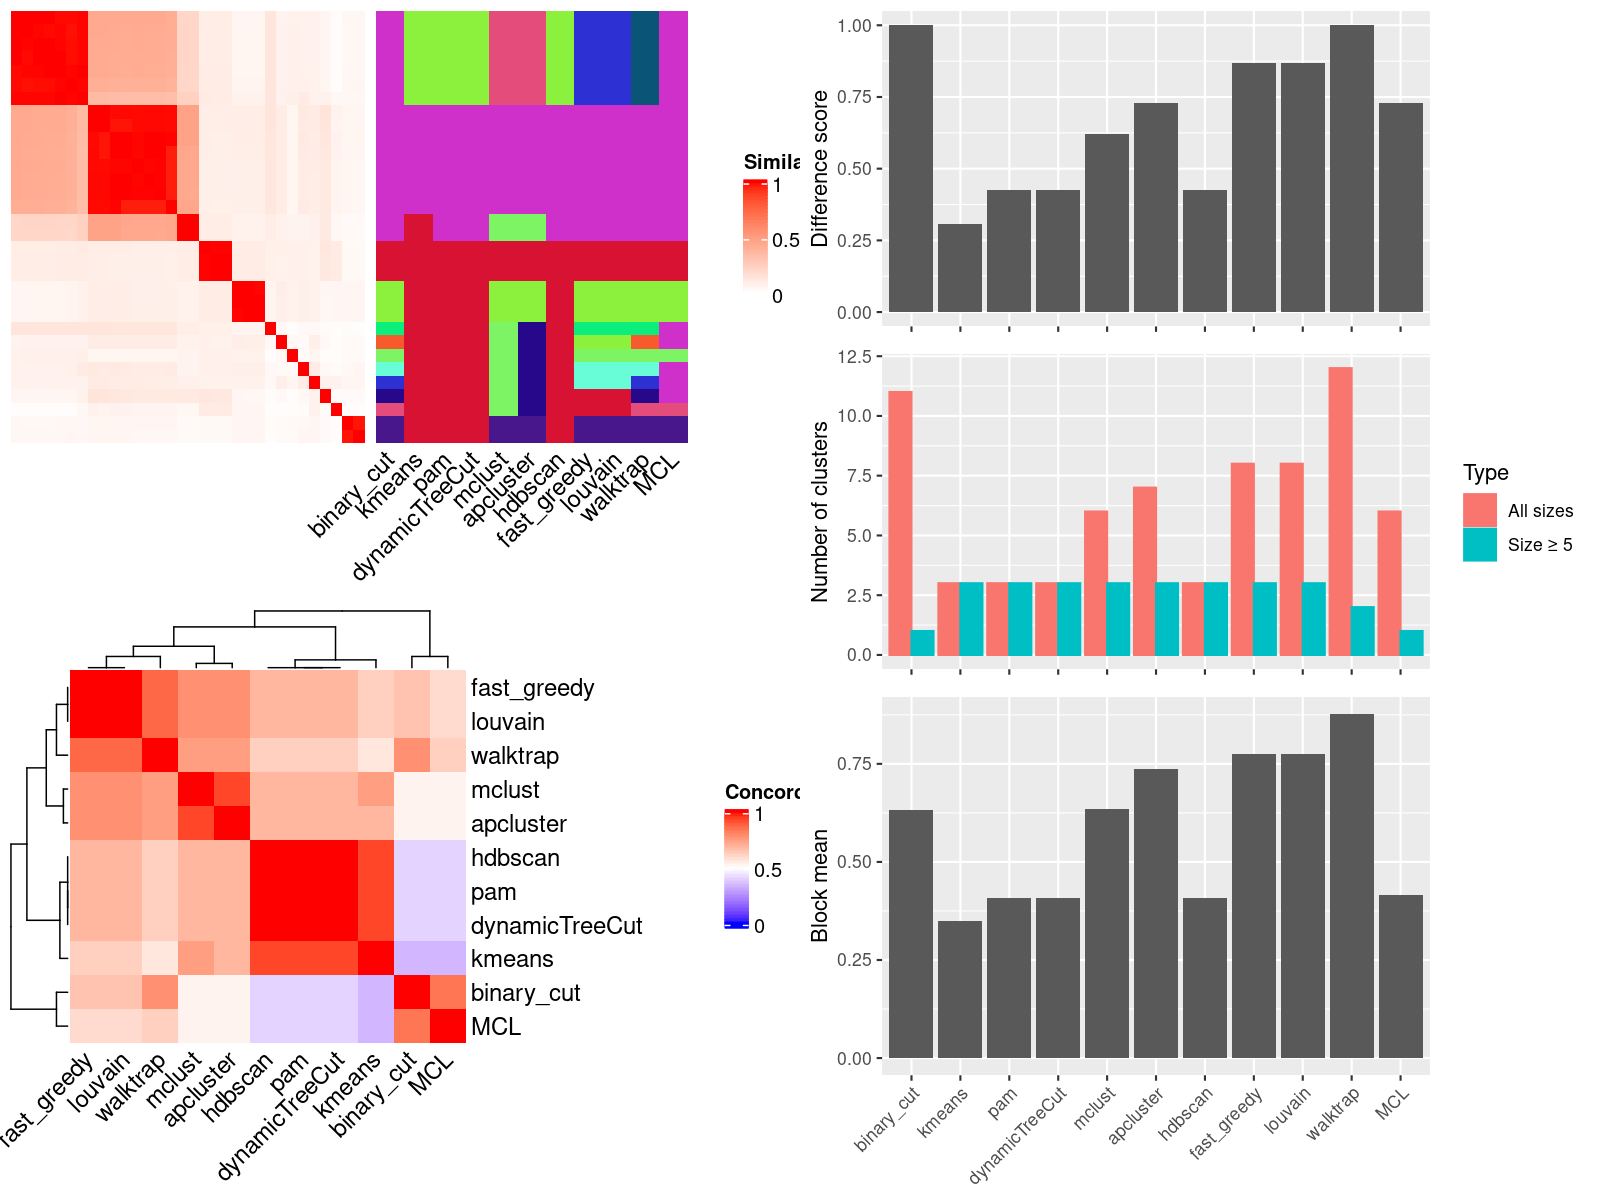 Simila
1
0.5
0
binary_cut
kmeans
pam
dynamicTreeCut
mclust
apcluster
hdbscan
fast_greedy
louvain
walktrap
MCL
fast_greedy
louvain
walktrap
mclust
apcluster
hdbscan
pam
dynamicTreeCut
kmeans
binary_cut
MCL
Concord
1
0.5
0
fast_greedy
louvain
walktrap
mclust
apcluster
hdbscan
pam
dynamicTreeCut
kmeans
binary_cut
MCL
Difference score
1.00
0.75
0.50
0.25
0.00
Number of clusters
12.5
10.0
7.5
5.0
2.5
0.0
Type
All sizes
Size ≥ 5
Block mean
0.75
0.50
0.25
0.00
binary_cut
kmeans
pam
dynamicTreeCut
mclust
apcluster
hdbscan
fast_greedy
louvain
walktrap
MCL